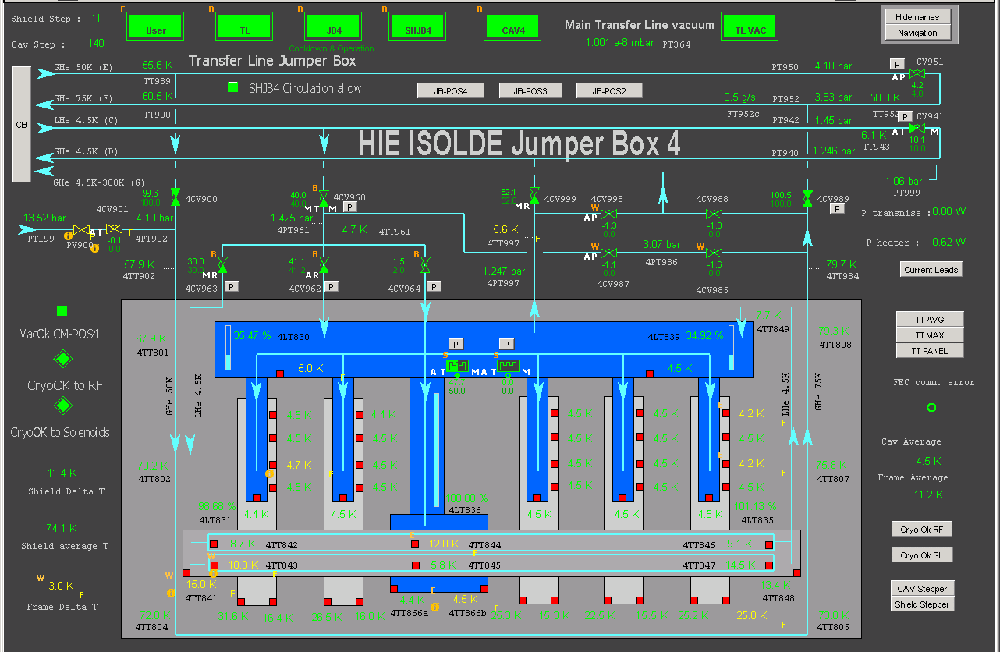 Shield Step : 11
Cav Step : 140
E
User
B
TL
B
JB4
B
SHJB4
B
CAV4
Cooldown & Operation
Main Transfer Line vacuum
1.001 e-8 mbar PT364
TL VAC
Hide names
Navigation
Transfer Line Jumper Box
SHJB4 Circulation allow
JB-POS4
JB-POS3
JB-POS2
CB
GHe 50K (E) 55.6 K
TT989
GHe 75K (F) 60.5 K
TT900
LHe 4.5K (C)
GHe 4.5K (D)
GHe 4.5K-300K (G)
HIE ISOLDE Jumper Box 4
PT950 4.10 bar
P CV951
AP
4.2
4.0
0.5 g/s PT952 3.83 bar 58.8 K
FT952c
PT942 1.45 bar
P CV941
AT M
6.1 K
TT943
10.1
10.0
PT940 1.246 bar
1.06 bar
PT999
99.6
100.0
4CV900
B
40.0
40.0
4CV960
MT M P
52.1
52.0
4CV999
MR
W
4CV998
AP
-1.3
0.0
4CV988
-1.0
0.0
100.5
100.0
4CV989
P
P transmise : 0.00 W
P heater : 0.62 W
Current Leads
13.52 bar
PT199
PV900
AT
F
4CV901
F
-0.1
0.0
4.10 bar
4PT902
1.425 bar
4PT961
4.7 K 4TT961
5.6 K
4TT997
F
1.247 bar
4PT997
W
AP
-1.1
0.0
4CV987
3.07 bar
4PT986
W
-1.6
0.0
4CV985
79.7 K
4TT984
57.9 K
4TT902
B
30.0
30.0
MR
4CV963 P
B
41.1
41.2
AR
4CV962 P
B
1.5
2.0
4CV964 P
VacOk CM-POS4
CryoOK to RF
CryoOK to Solenoids
11.4 K
Shield Delta T
74.1 K
Shield average T
W 3.0 K F
Frame Delta T
4TT801
GHe 50K
LHe 4.5K
4TT802
35.47 % 4LT830
5.0 K
F
P
P
S
S
A T M
A T M
50.0
0.0
4LT839 34.92 %
4.5 K
4TT849
4TT808
LHe 4.5K
GHe 75K
4.7 K
F
4.2 K
F
4.2 K
F
4TT807
4LT831
4.4 K
4.5 K
4LT836
4.5 K
4.5 K
4.5 K
4LT835
8.7 K 4TT842
E
12.0 K 4TT844
F
4TT846 9.1 K
W
10.0 K 4TT843
F
5.6 K 4TT845
4TT847 14.6 K
W
15.0 K
4TT841
F
E
4.5 K
F
4TT866a 4TT866b
4TT848
25.0 K
F
4TT804
4TT805
TT AVG
TT MAX
TT PANEL
FEC comm. error
Cav Average
4.5 K
Frame Average
11.2 K
Cryo Ok RF
Cryo Ok SL
CAV Stepper
Shield Stepper